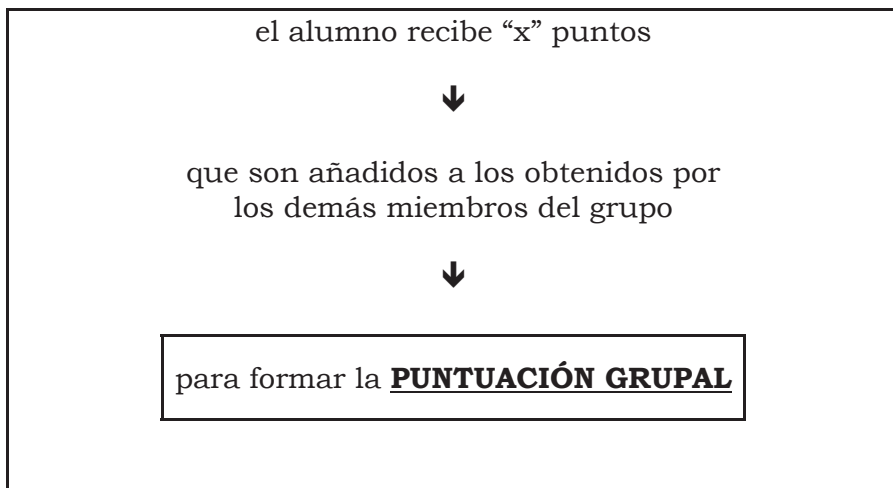 el alumno recibe “x” puntos
que son añadidos a los obtenidos por
los demás miembros del grupo
para formar la PUNTUACIÓN GRUPAL